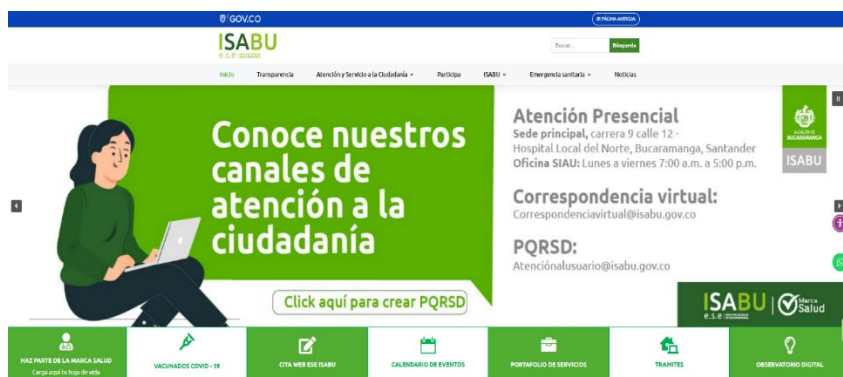 GOV.CO
IR PÁGINA ANTIGUA
ISABU
e.s.e
Buscar..
Búsqueda
Inicio
Transparencia
Atención y Servicio a la Ciudadanía
Participa
ISABU
Emergencia sanitaria
Noticias
Conoce nuestros
canales de
atención a la
ciudadanía
Click aquí para crear PQRSD
Atención Presencial
Sede principal, carrera 9 calle 12 -
Hospital Local del Norte, Bucaramanga, Santander
Oficina SIAU: Lunes a viernes 7:00 a.m. a 5:00 p.m.
Correspondencia virtual:
Correspondenciavirtual@isabu.gov.co
PQRSD:
Atenciónalusuario@isabu.gov.co
ALCALDÍA DE
BUCARAMANGA
ISABU
ISABU
e.s.e
Marca
Salud
HAZ PARTE DE LA MARCA SALUD
Carga aquí tu hoja de vida
VACUNADOS COVID - 19
CITA WEB ESE ISABU
CALENDARIO DE EVENTOS
PORTAFOLIO DE SERVICIOS
TRAMITES
OBSERVATORIO DIGITAL